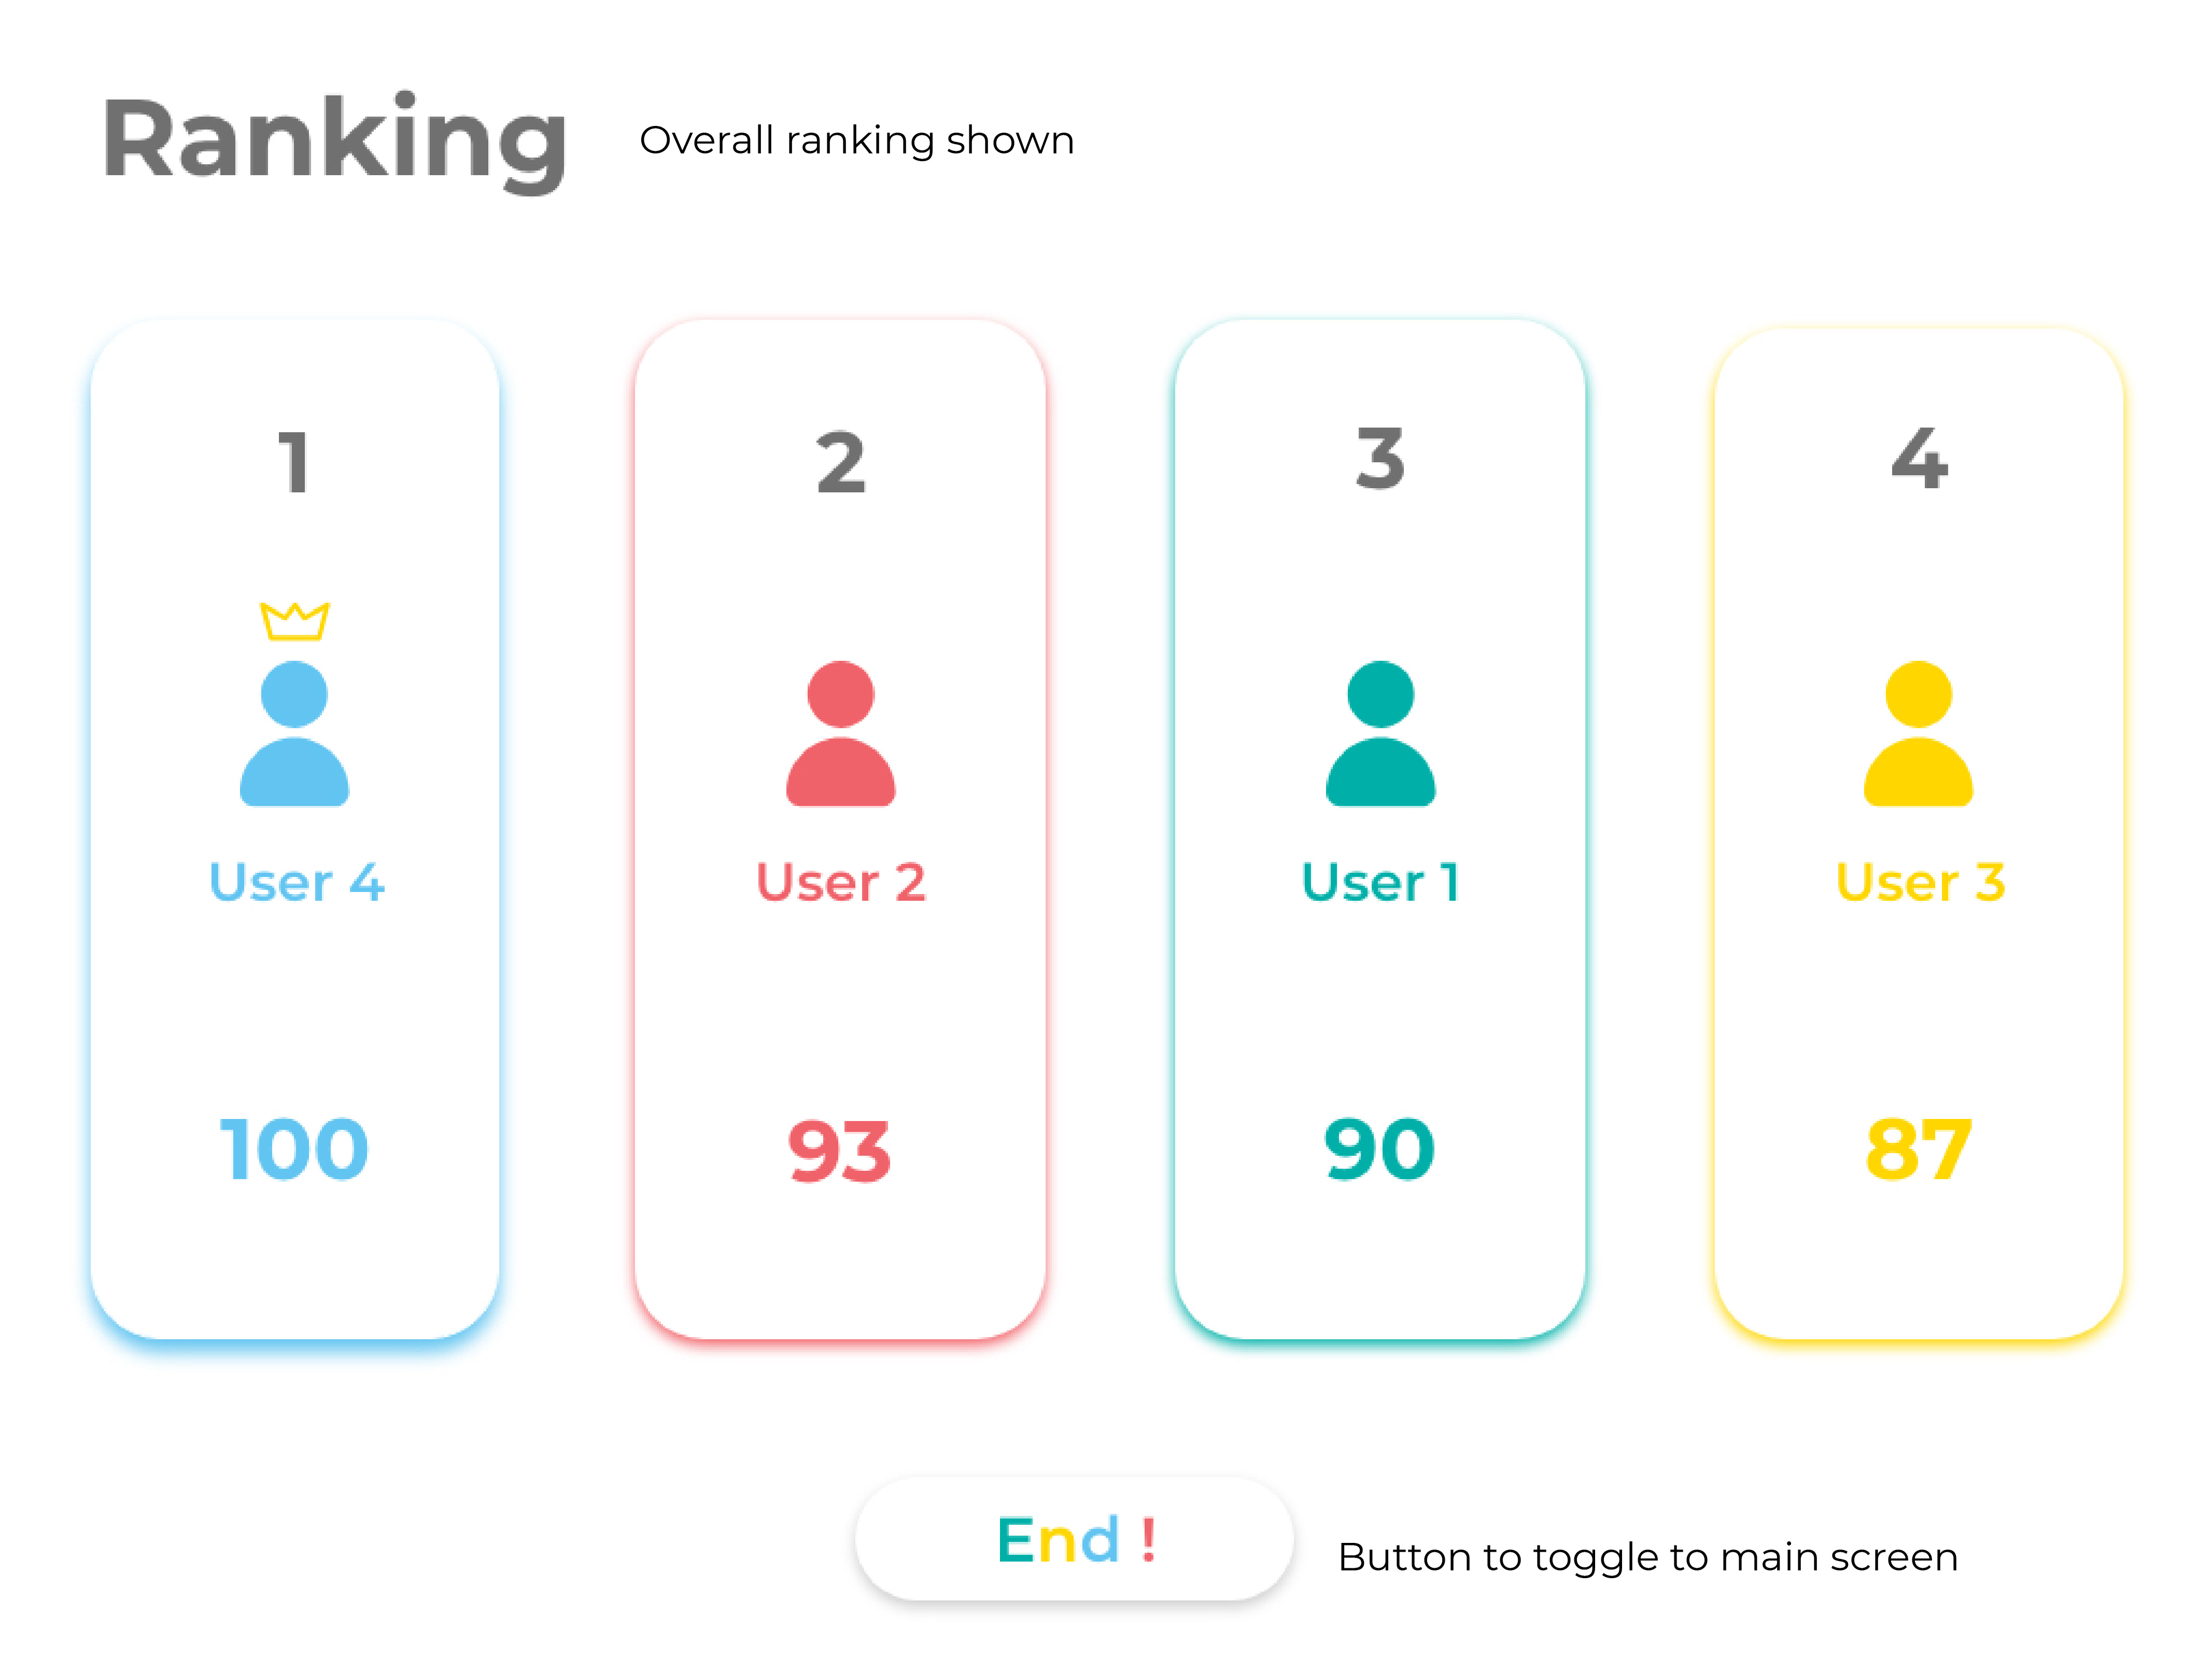 Ranking
Overall ranking shown
1
2
3
4
User 4
User 2
User 1
User 3
100
93
90
87
End !
Button to toggle to main screen